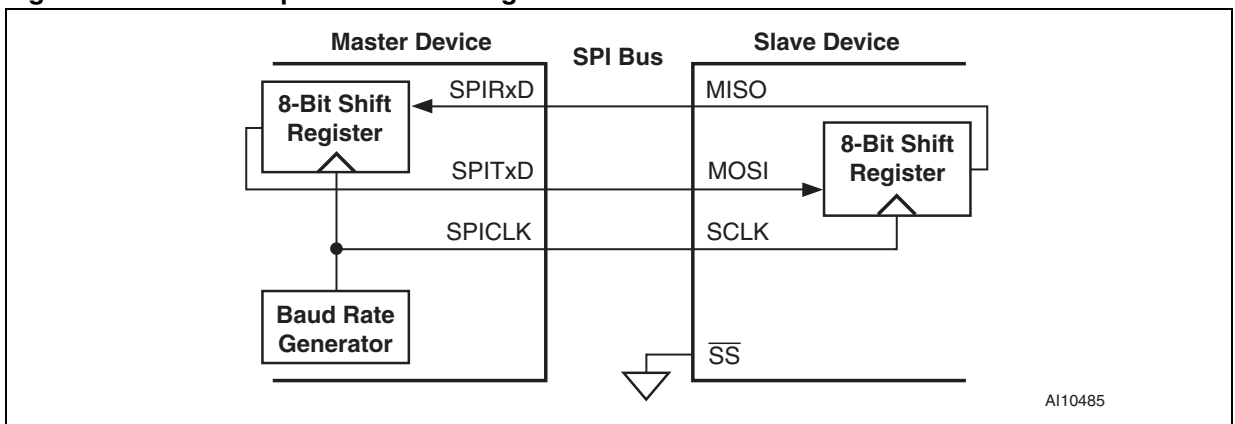 Master Device
SPI Bus
Slave Device
8-Bit Shift
Register
SPIRxD
MISO
8-Bit Shift
Register
SPITxD
MOSI
SPICLK
SCLK
Baud Rate
Generator
SS
AI10485